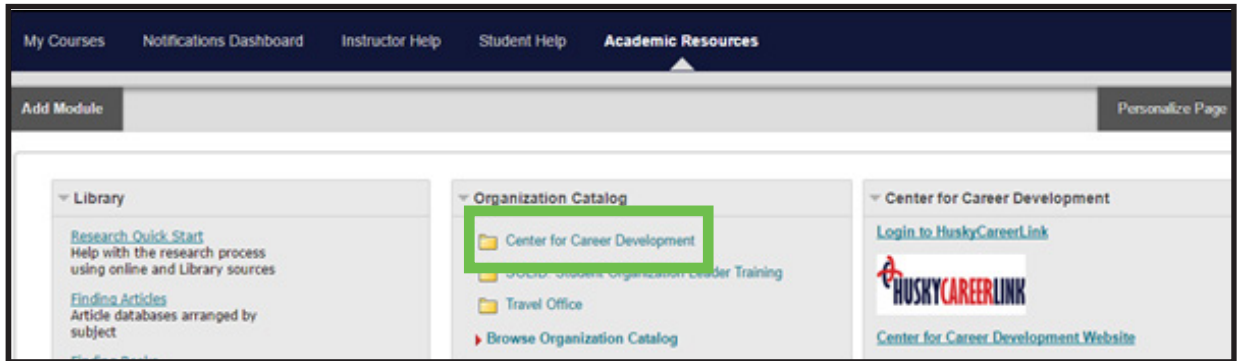 My Courses Notifications Dashboard Instructor Help Student Help Academic Resources
Add Module Personalize Page
Library
Research Quick Start
Help with the research process
using online and Library sources
Finding Articles
Article databases arranged by
subject
Organization Catalog
Center for Career Development
SOLID: Student Organization Leader Training
Travel Office
Browse Organization Catalog
Center for Career Development
Login to HuskyCareerLink
HUSKYCAREERLINK
Center for Career Development Website